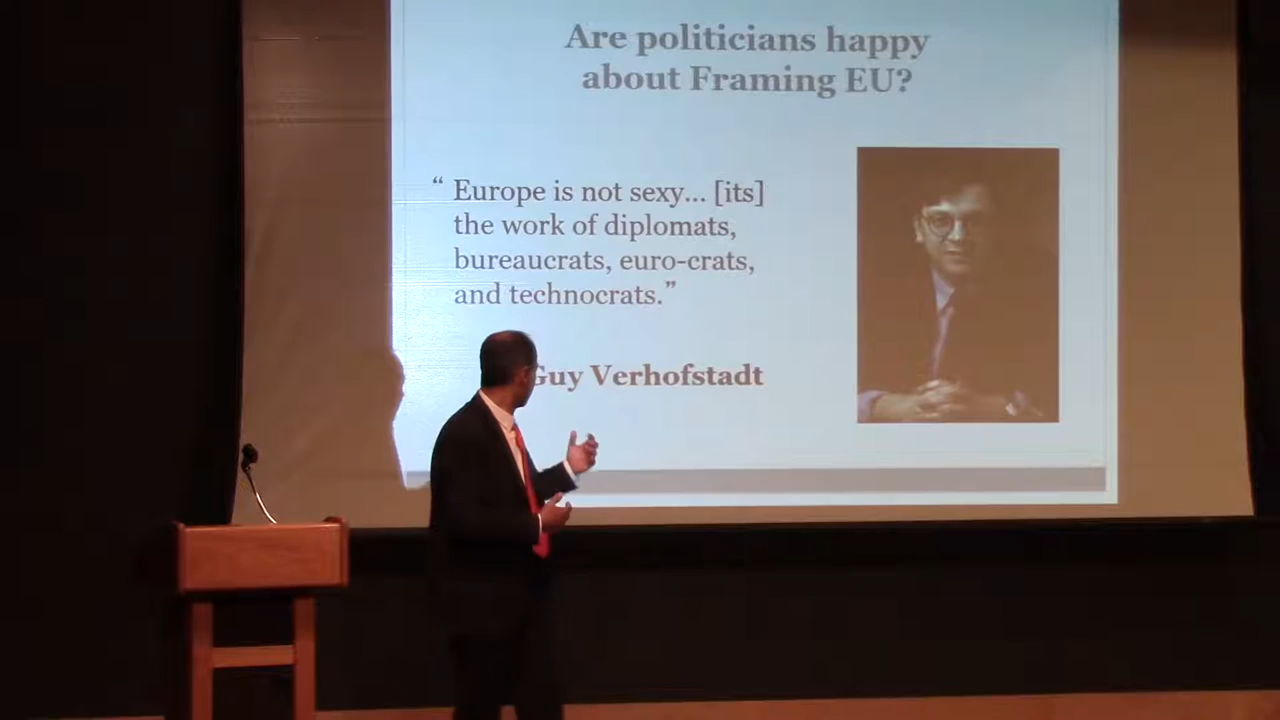 Are politicians happy
about Framing EU?
“ Europe is not sexy... [its]
the work of diplomats,
bureaucrats, euro-crats,
and technocrats.”
Guy Verhofstadt